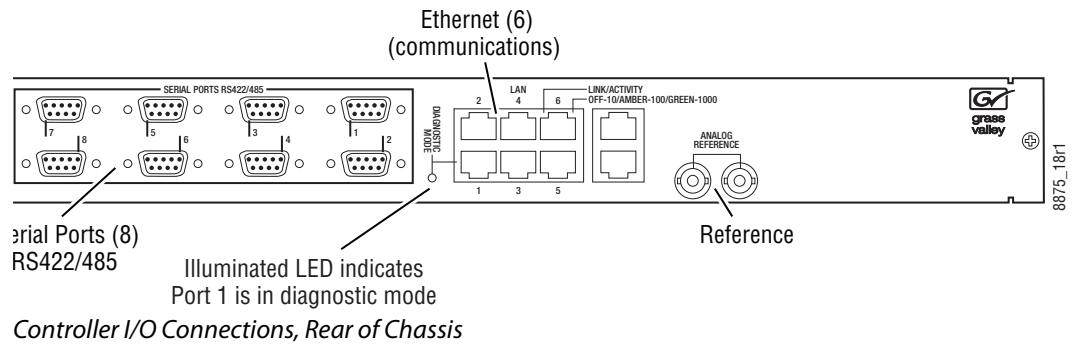 Ethernet (6)
(communications)
SERIAL PORTS RS422/485
LAN
LINK/ACTIVITY
OFF-10/AMBER-100/GREEN-1000
2 4 6
7 5 3 1
8 6 4 2
DIAGNOSTIC
MODE
1 3 5
ANALOG
REFERENCE
GV
grass
valley
8875_18r1
erial Ports (8)
RS422/485
Illuminated LED indicates
Port 1 is in diagnostic mode
Reference
Controller I/O Connections, Rear of Chassis